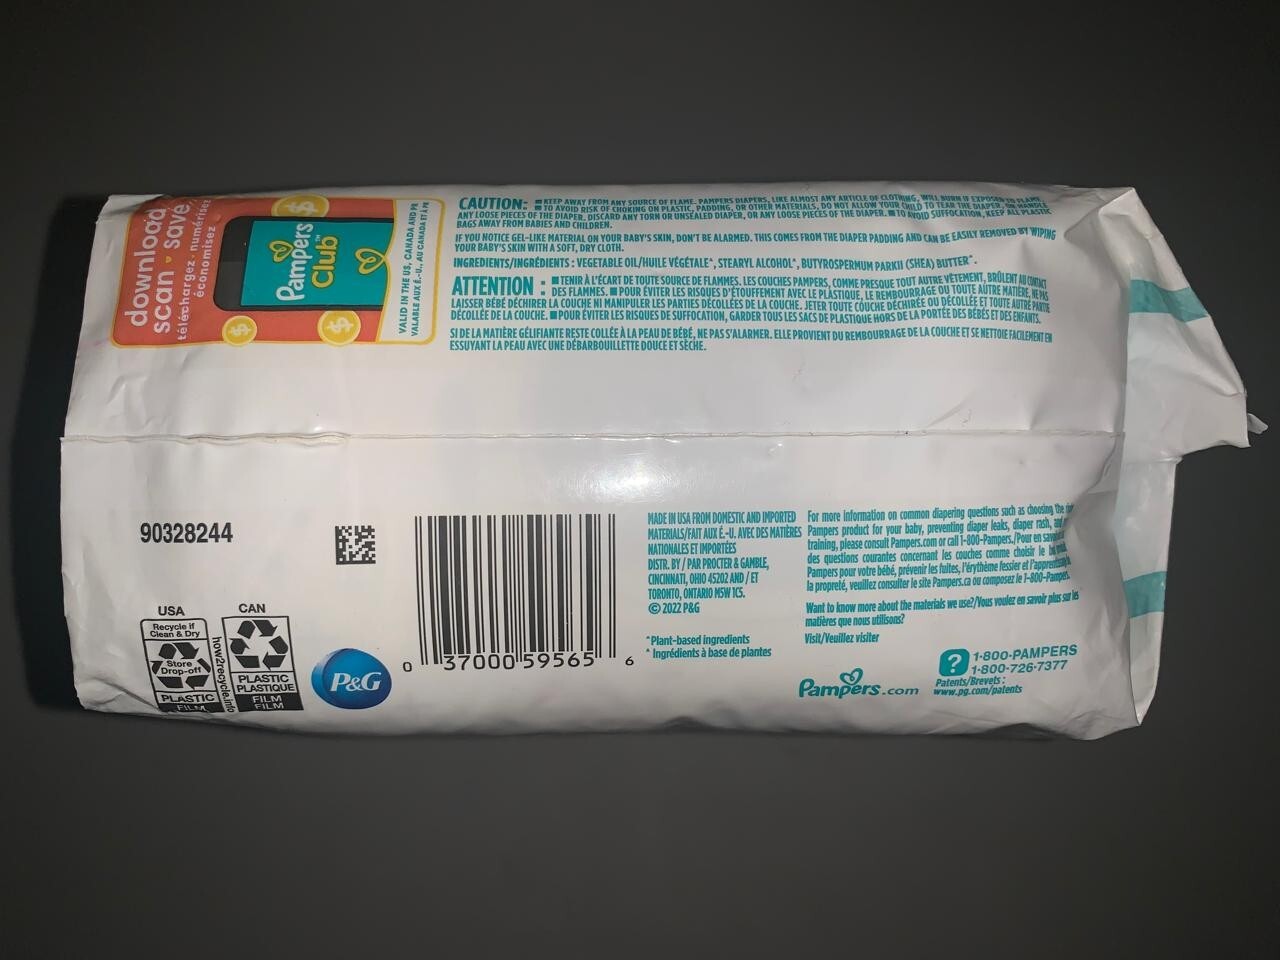 download
scan • save
téléchargez • numérisez
économisez
Pampers
Club™
VALID IN THE US, CANADA AND PR
VALABLE AUX É.-U., AU CANADA ET À PR
CAUTION: ■ KEEP AWAY FROM ANY SOURCE OF FLAME. PAMPERS DIAPERS, LIKE ALMOST ANY ARTICLE OF CLOTHING, WILL BURN IF EXPOSED TO FLAME.
■ TO AVOID RISK OF CHOKING ON PLASTIC, PADDING, OR OTHER MATERIALS, DO NOT ALLOW YOUR CHILD TO TEAR THE DIAPER, OR HANDLE
ANY LOOSE PIECES OF THE DIAPER. DISCARD ANY TORN OR UNSEALED DIAPER, OR ANY LOOSE PIECES OF THE DIAPER. ■ TO AVOID SUFFOCATION, KEEP ALL PLASTIC
BAGS AWAY FROM BABIES AND CHILDREN.
IF YOU NOTICE GEL-LIKE MATERIAL ON YOUR BABY'S SKIN, DON'T BE ALARMED. THIS COMES FROM THE DIAPER PADDING AND CAN BE EASILY REMOVED BY WIPING
YOUR BABY'S SKIN WITH A SOFT, DRY CLOTH.
INGREDIENTS/INGRÉDIENTS : VEGETABLE OIL/HUILE VÉGÉTALE^, STEARYL ALCOHOL^, BUTYROSPERMUM PARKII (SHEA) BUTTER^.
ATTENTION : ■ TENIR À L'ÉCART DE TOUTE SOURCE DE FLAMMES. LES COUCHES PAMPERS, COMME PRESQUE TOUT AUTRE VÊTEMENT, BRÛLENT AU CONTACT
DES FLAMMES. ■ POUR ÉVITER LES RISQUES D'ÉTOUFFEMENT AVEC LE PLASTIQUE, LE REMBOURRAGE OU TOUTE AUTRE MATIÈRE, NE PAS
LAISSER BÉBÉ DÉCHIRER LA COUCHE NI MANIPULER LES PARTIES DÉCOLLÉES DE LA COUCHE. JETER TOUTE COUCHE DÉCHIRÉE OU DÉCOLLÉE ET TOUTE AUTRE PARTIE
DÉCOLLÉE DE LA COUCHE. ■ POUR ÉVITER LES RISQUES DE SUFFOCATION, GARDER TOUS LES SACS DE PLASTIQUE HORS DE LA PORTÉE DES BÉBÉS ET DES ENFANTS.
SI DE LA MATIÈRE GÉLIFIANTE RESTE COLLÉE À LA PEAU DE BÉBÉ, NE PAS S'ALARMER. ELLE PROVIENT DU REMBOURRAGE DE LA COUCHE ET SE NETTOIE FACILEMENT EN
ESSUYANT LA PEAU AVEC UNE DÉBARBOUILLETTE DOUCE ET SÈCHE.
90328244
USA
Recycle if
Clean & Dry
Store
Drop-off
PLASTIC
FILM
how2recycle.info
CAN
PLASTIC
PLASTIQUE
FILM
FILM
P&G
0 37000 59565 6
MADE IN USA FROM DOMESTIC AND IMPORTED
MATERIALS/FAIT AUX É.-U. AVEC DES MATIÈRES
NATIONALES ET IMPORTÉES
DISTR. BY / PAR PROCTER & GAMBLE,
CINCINNATI, OHIO 45202 AND / ET
TORONTO, ONTARIO M5W 1C5.
© 2022 P&G
^Plant-based ingredients
^ Ingrédients à base de plantes
For more information on common diapering questions such as choosing the
Pampers product for your baby, preventing diaper leaks, diaper rash, and
training, please consult Pampers.com or call 1-800-Pampers./Pour en savoir
des questions courantes concernant les couches comme choisir le
Pampers pour votre bébé, prévenir les fuites, l'érythème fessier et l'apprentissage
la propreté, veuillez consulter le site Pampers.ca ou composez le 1-800-Pampers.
Want to know more about the materials we use?/Vous voulez en savoir plus sur les
matières que nous utilisons?
Visit/Veuillez visiter
Pampers.com
? 1-800-PAMPERS
1-800-726-7377
Patents/Brevets :
www.pg.com/patents